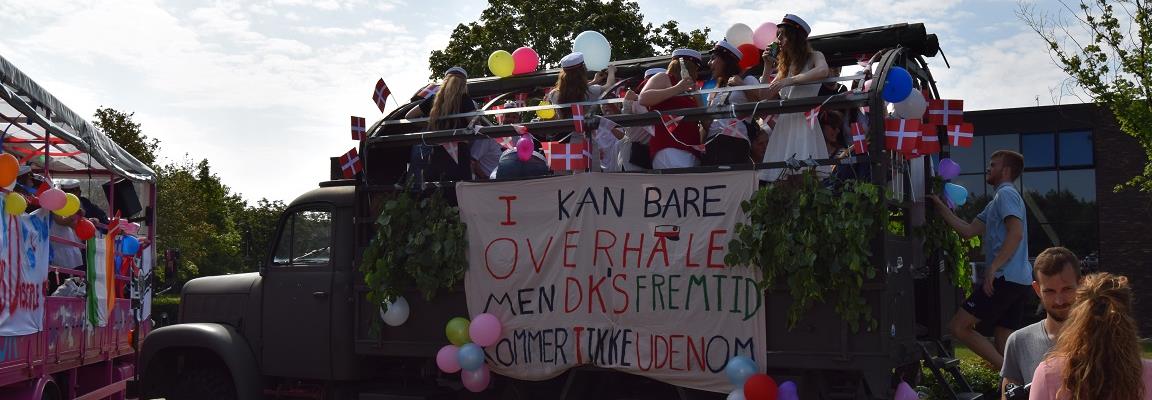 I KAN BARE
OVERHALE
MEN DK'S FREMTID
KOMMER I IKKE UDENOM